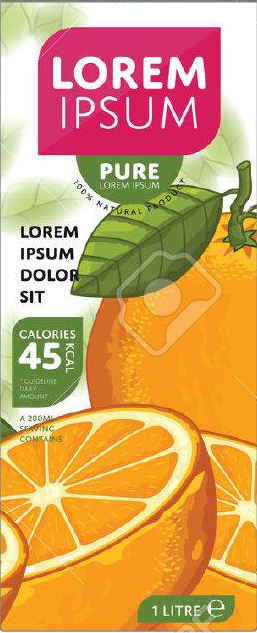 LOREM
IPSUM
PURE
LOREM IPSUM
100% NATURAL PRODUCT
LOREM
IPSUM
DOLOR
SIT
CALORIES
45 KCAL
*GUIDELINE
DAILY
AMOUNT
A 200ML
SERVING
CONTAINS
1 LITRE ℮